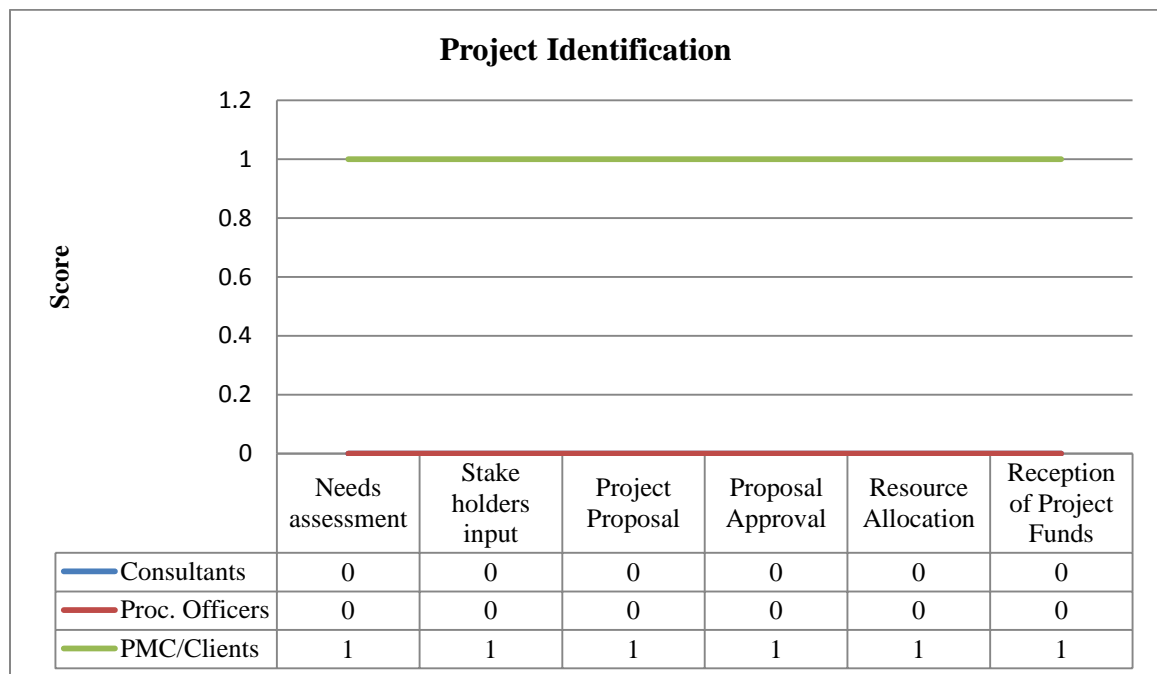 Project Identification
Score
1.2
1
0.8
0.6
0.4
0.2
0
Needs
assessment
Stake
holders
input
Project
Proposal
Proposal
Approval
Resource
Allocation
Reception
of Project
Funds
Consultants 0 0 0 0 0 0
Proc. Officers 0 0 0 0 0 0
PMC/Clients 1 1 1 1 1 1